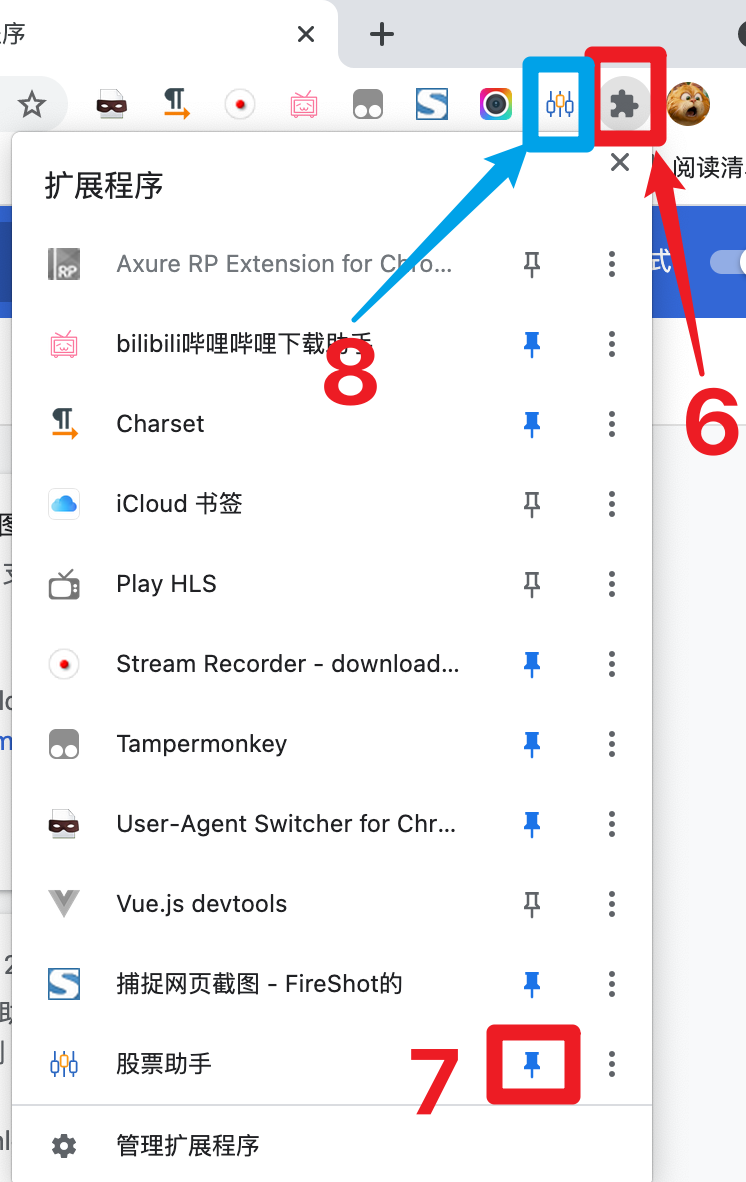 序
扩展程序
阅读清
式
Axure RP Extension for Chro...
bilibili哔哩哔哩下载助手
8
Charset
6
iCloud 书签
Play HLS
Stream Recorder - download...
Tampermonkey
User-Agent Switcher for Chr...
Vue.js devtools
捕捉网页截图 - FireShot的
股票助手
7
管理扩展程序